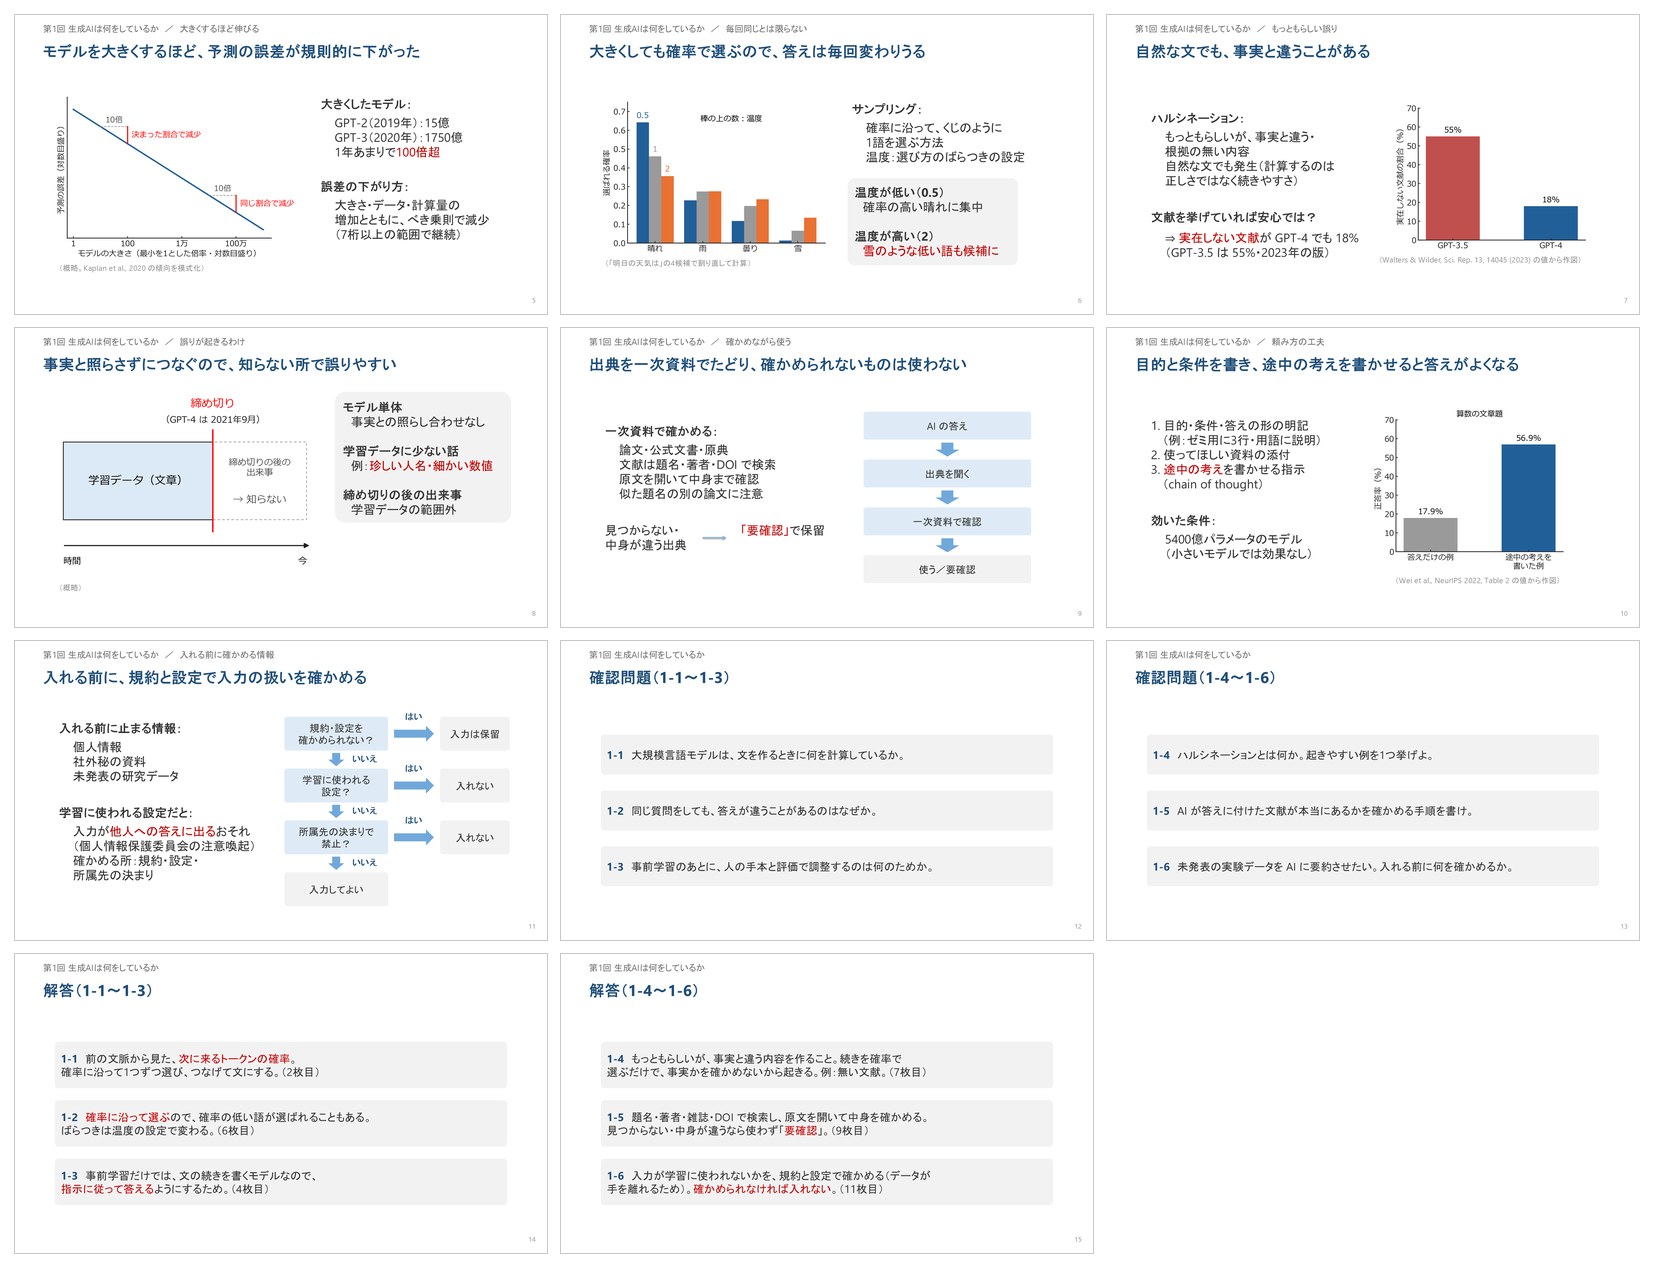 第1回 生成AIは何をしているか ／ 大きくするほど伸びる
モデルを大きくするほど、予測の誤差が規則的に下がった
予測の誤差（対数目盛り）
10倍
決まった割合で減少
10倍
同じ割合で減少
1
100
1万
100万
モデルの大きさ（最小を1とした倍率・対数目盛り）
（概略。Kaplan et al., 2020 の傾向を模式化）
大きくしたモデル：
GPT-2（2019年）：15億
GPT-3（2020年）：1750億
1年あまりで100倍超
誤差の下がり方：
大きさ・データ・計算量の
増加とともに、べき乗則で減少
（7桁以上の範囲で継続）
5
第1回 生成AIは何をしているか ／ 毎回同じとは限らない
大きくしても確率で選ぶので、答えは毎回変わりうる
選ばれる確率
0.7
0.6
0.5
0.4
0.3
0.2
0.1
0.0
0.5
1
2
棒の上の数：温度
晴れ
雨
曇り
雪
（「明日の天気は」の4候補で割り直して計算）
サンプリング：
確率に沿って、くじのように
1語を選ぶ方法
温度：選び方のばらつきの設定
温度が低い（0.5）
確率の高い晴れに集中
温度が高い（2）
雪のような低い語も候補に
6
第1回 生成AIは何をしているか ／ もっともらしい誤り
自然な文でも、事実と違うことがある
ハルシネーション：
もっともらしいが、事実と違う・
根拠の無い内容
自然な文でも発生（計算するのは
正しさではなく続きやすさ）
文献を挙げていれば安心では？
⇒ 実在しない文献が GPT-4 でも 18%
（GPT-3.5 は 55%・2023年の版）
実在しない文献の割合（%）
70
60
50
40
30
20
10
0
55%
18%
GPT-3.5
GPT-4
（Walters & Wilder, Sci. Rep. 13, 14045 (2023) の値から作図）
7
第1回 生成AIは何をしているか ／ 誤りが起きるわけ
事実と照らさずにつなぐので、知らない所で誤りやすい
締め切り
（GPT-4 は 2021年9月）
学習データ（文章）
締め切りの後の
出来事
→ 知らない
時間
今
（概略）
モデル単体
事実との照らし合わせなし
学習データに少ない話
例：珍しい人名・細かい数値
締め切りの後の出来事
学習データの範囲外
8
第1回 生成AIは何をしているか ／ 確かめながら使う
出典を一次資料でたどり、確かめられないものは使わない
一次資料で確かめる：
論文・公式文書・原典
文献は題名・著者・DOI で検索
原文を開いて中身まで確認
似た題名の別の論文に注意
見つからない・
中身が違う出典
「要確認」で保留
AI の答え
出典を聞く
一次資料で確認
使う／要確認
9
第1回 生成AIは何をしているか ／ 頼み方の工夫
目的と条件を書き、途中の考えを書かせると答えがよくなる
1. 目的・条件・答えの形の明記
（例：ゼミ用に3行・用語に説明）
2. 使ってほしい資料の添付
3. 途中の考えを書かせる指示
（chain of thought）
効いた条件：
5400億パラメータのモデル
（小さいモデルでは効果なし）
算数の文章題
正答率（%）
70
60
50
40
30
20
10
0
17.9%
56.9%
答えだけの例
途中の考えを
書いた例
（Wei et al., NeurIPS 2022, Table 2 の値から作図）
10
第1回 生成AIは何をしているか ／ 入れる前に確かめる情報
入れる前に、規約と設定で入力の扱いを確かめる
入れる前に止まる情報：
個人情報
社外秘の資料
未発表の研究データ
学習に使われる設定だと：
入力が他人への答えに出るおそれ
（個人情報保護委員会の注意喚起）
確かめる所：規約・設定・
所属先の決まり
規約・設定を
確かめられない？
はい
入力は保留
いいえ
学習に使われる
設定？
はい
入れない
いいえ
所属先の決まりで
禁止？
はい
入れない
いいえ
入力してよい
11
第1回 生成AIは何をしているか
確認問題（1-1〜1-3）
1-1 大規模言語モデルは、文を作るときに何を計算しているか。
1-2 同じ質問をしても、答えが違うことがあるのはなぜか。
1-3 事前学習のあとに、人の手本と評価で調整するのは何のためか。
12
第1回 生成AIは何をしているか
確認問題（1-4〜1-6）
1-4 ハルシネーションとは何か。起きやすい例を1つ挙げよ。
1-5 AI が答えに付けた文献が本当にあるかを確かめる手順を書け。
1-6 未発表の実験データを AI に要約させたい。入れる前に何を確かめるか。
13
第1回 生成AIは何をしているか
解答（1-1〜1-3）
1-1 前の文脈から見た、次に来るトークンの確率。
確率に沿って1つずつ選び、つなげて文にする。（2枚目）
1-2 確率に沿って選ぶので、確率の低い語が選ばれることもある。
ばらつきは温度の設定で変わる。（6枚目）
1-3 事前学習だけでは、文の続きを書くモデルなので、
指示に従って答えるようにするため。（4枚目）
14
第1回 生成AIは何をしているか
解答（1-4〜1-6）
1-4 もっともらしいが、事実と違う内容を作ること。続きを確率で
選ぶだけで、事実かを確かめないから起きる。例：無い文献。（7枚目）
1-5 題名・著者・雑誌・DOI で検索し、原文を開いて中身を確かめる。
見つからない・中身が違うなら使わず「要確認」。（9枚目）
1-6 入力が学習に使われないかを、規約と設定で確かめる（データが
手を離れるため）。確かめられなければ入れない。（11枚目）
15